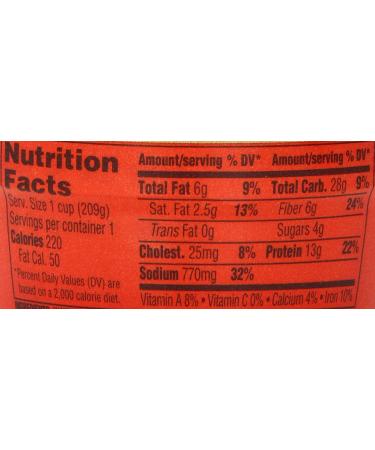 Nutrition
Facts
Serv. Size 1 cup (209g)
Servings per container 1
Calories 220
Fat Cal. 50
*Percent Daily Values (DV) are
based on a 2,000 calorie diet.
Amount/serving % DV*
Total Fat 6g 9%
Sat. Fat 2.5g 13%
Trans Fat 0g
Cholest. 25mg 8%
Sodium 770mg 32%
Amount/serving % DV*
Total Carb. 28g 9%
Fiber 6g 24%
Sugars 4g
Protein 13g 22%
Vitamin A 8% • Vitamin C 0% • Calcium 4% • Iron 10%